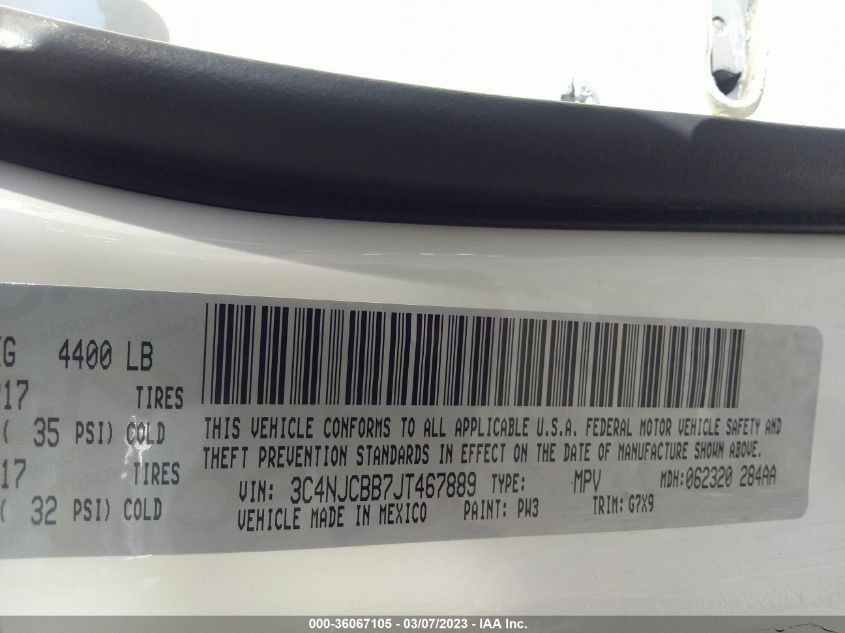 IG 4400 LB
17 TIRES
( 35 PSI) COLD
17 TIRES
( 32 PSI) COLD
THIS VEHICLE CONFORMS TO ALL APPLICABLE U.S.A. FEDERAL MOTOR VEHICLE SAFETY AND
THEFT PREVENTION STANDARDS IN EFFECT ON THE DATE OF MANUFACTURE SHOWN ABOVE.
VIN: 3C4NJCBB7JT467889 TYPE: MPV MDH:062320 284AA
VEHICLE MADE IN MEXICO PAINT: PW3 TRIM: G7X9
000-36067105 — 03/07/2023 — © IAA Inc.